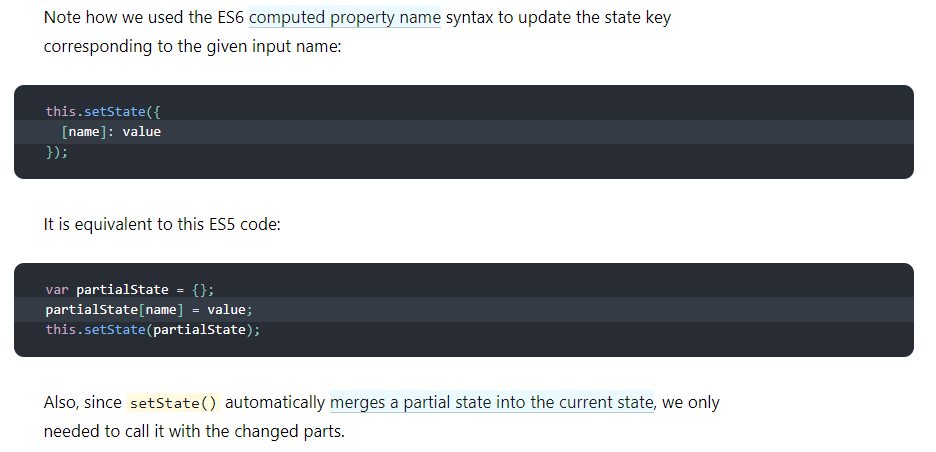 Note how we used the ES6 computed property name syntax to update the state key
corresponding to the given input name:
this.setState({
  [name]: value
});
It is equivalent to this ES5 code:
var partialState = {};
partialState[name] = value;
this.setState(partialState);
Also, since setState() automatically merges a partial state into the current state, we only
needed to call it with the changed parts.